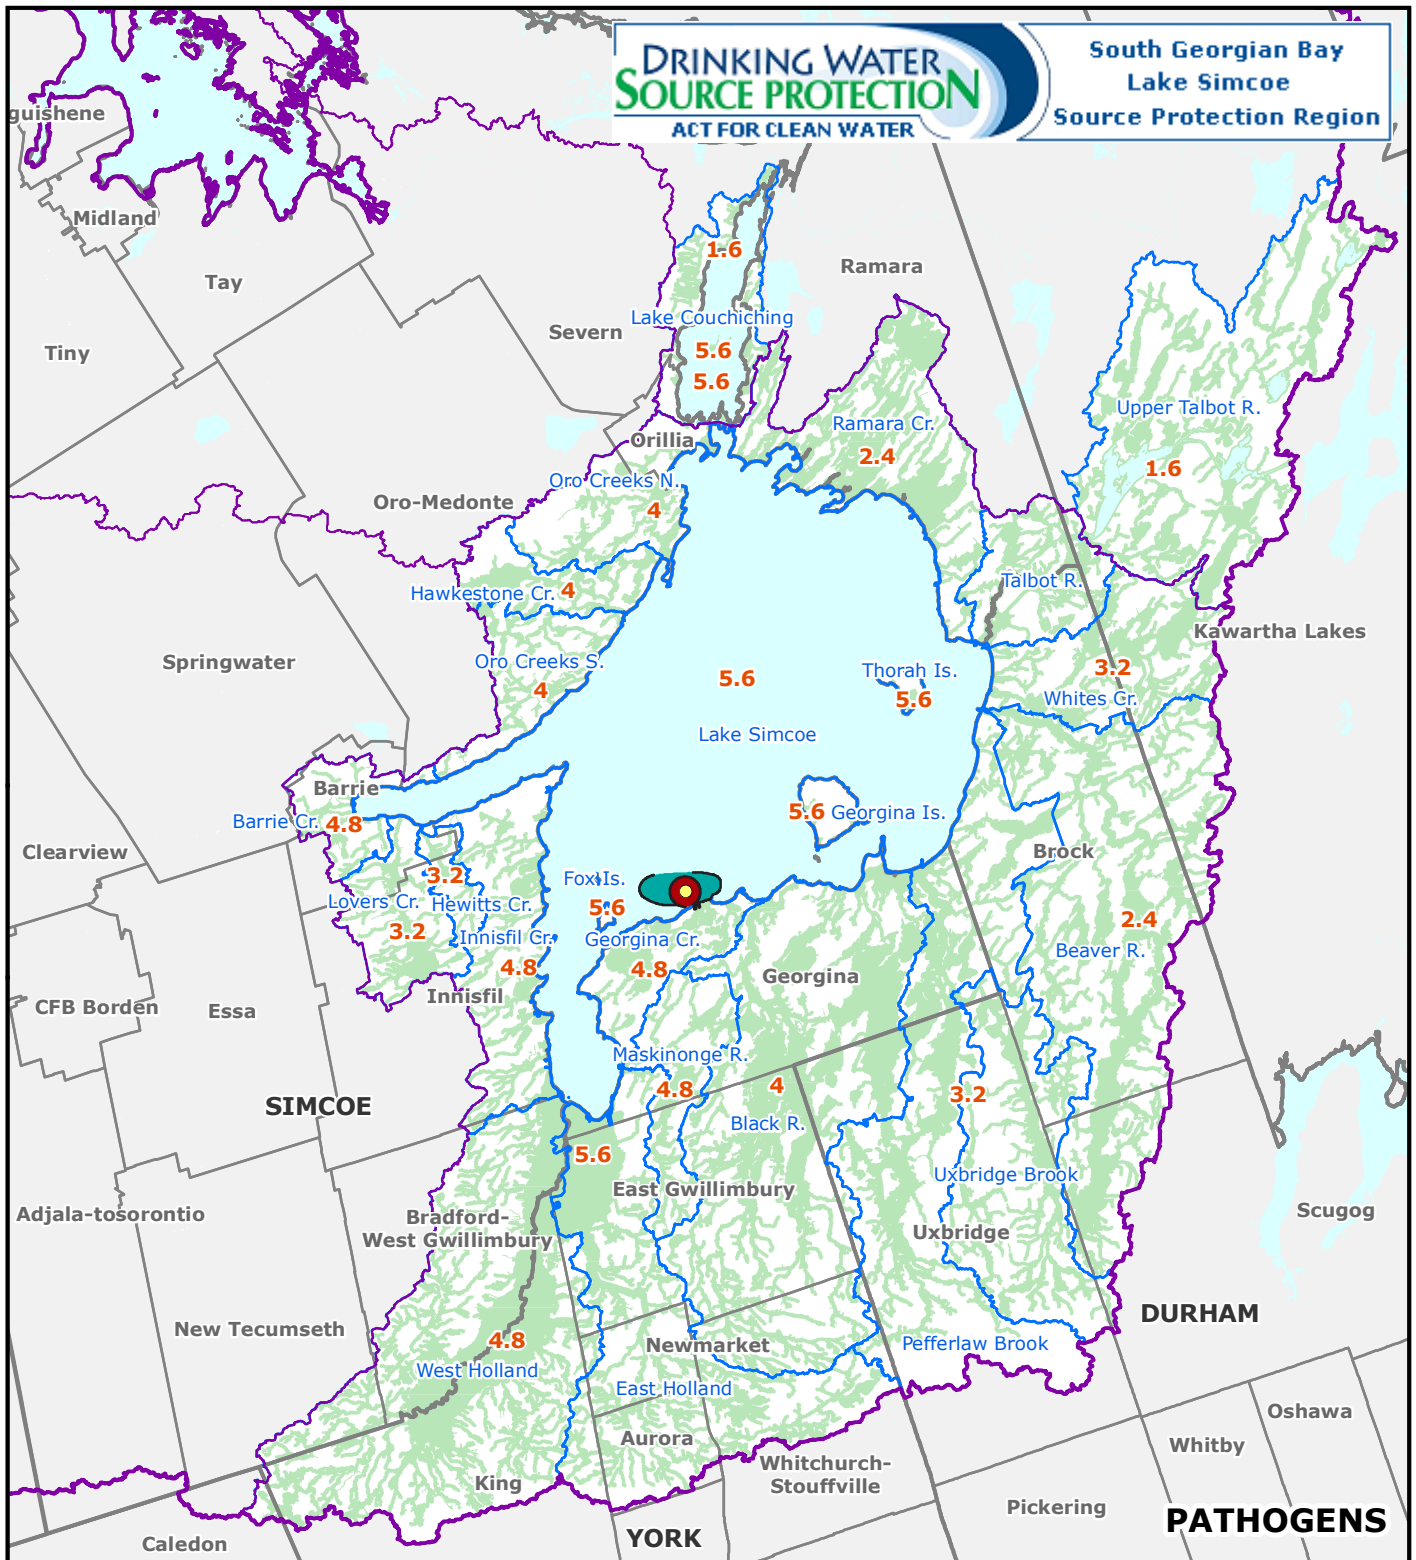 DRINKING WATER
SOURCE PROTECTION
ACT FOR CLEAN WATER
South Georgian Bay
Lake Simcoe
Source Protection Region
guishene
Midland
Tay
Tiny
Severn
Ramara
1.6
Lake Couchiching
5.6
5.6
Orillia
Ramara Cr.
2.4
Upper Talbot R.
1.6
Oro-Medonte
Oro Creeks N.
4
Hawkestone Cr.
4
Talbot R.
Kawartha Lakes
Springwater
Oro Creeks S.
4
5.6
Thorah Is.
5.6
3.2
Whites Cr.
Lake Simcoe
Barrie
Barrie Cr.
4.8
5.6
Georgina Is.
Clearview
Brock
3.2
Lovers Cr.
Hewitts Cr.
3.2
Fox Is.
5.6
2.4
Innisfil Cr.
4.8
Georgina Cr.
4.8
Beaver R.
Georgina
Innisfil
CFB Borden
Essa
Maskinonge R.
4.8
4
3.2
SIMCOE
Black R.
5.6
East Gwillimbury
Uxbridge Brook
Adjala-tosorontio
Bradford-
West Gwillimbury
Uxbridge
Scugog
New Tecumseth
4.8
West Holland
Newmarket
Pefferlaw Brook
DURHAM
East Holland
Aurora
Oshawa
Whitby
King
Whitchurch-
Stouffville
Pickering
PATHOGENS
Caledon
YORK